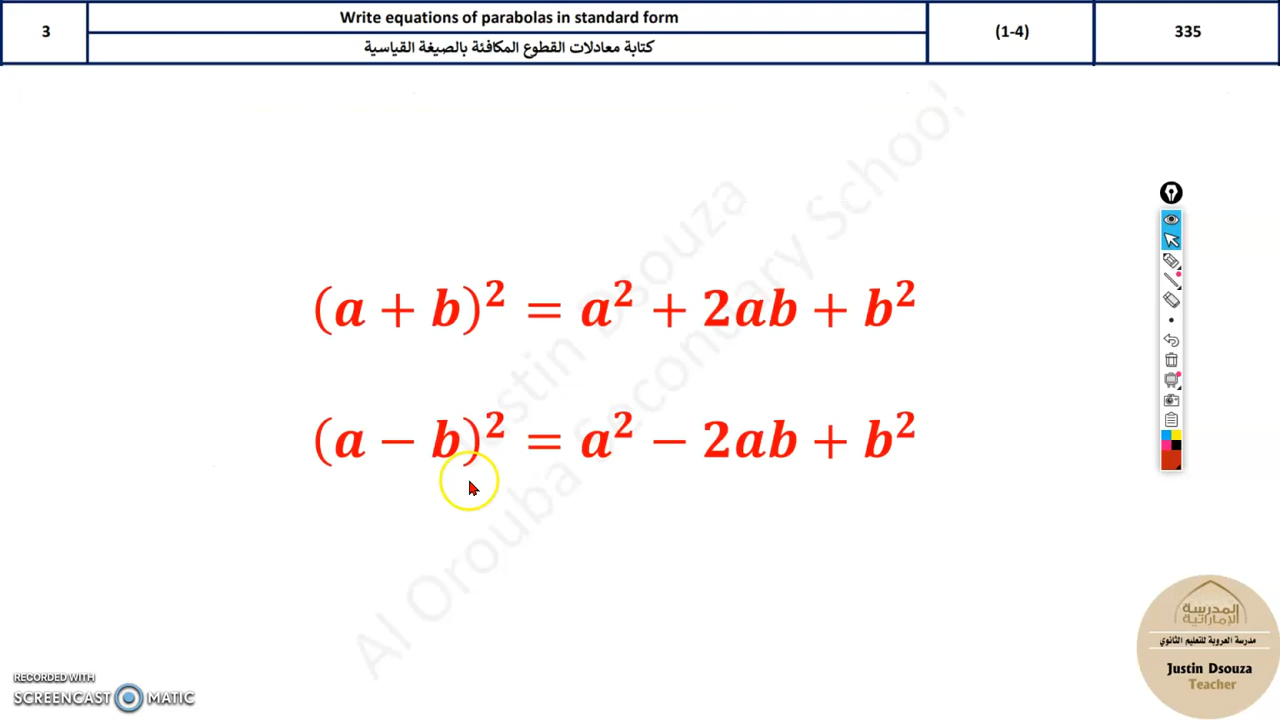 3
Write equations of parabolas in standard form
كتابة معادلات القطوع المكافئة بالصيغة القياسية
(1-4)
335
(a + b)² = a² + 2ab + b²
(a − b)² = a² − 2ab + b²
Justin Dsouza
Al Orouba Secondary School!
المدرسة
الإماراتية
مدرسة العروبة للتعليم الثانوي
Justin Dsouza
Teacher
RECORDED WITH
SCREENCAST MATIC